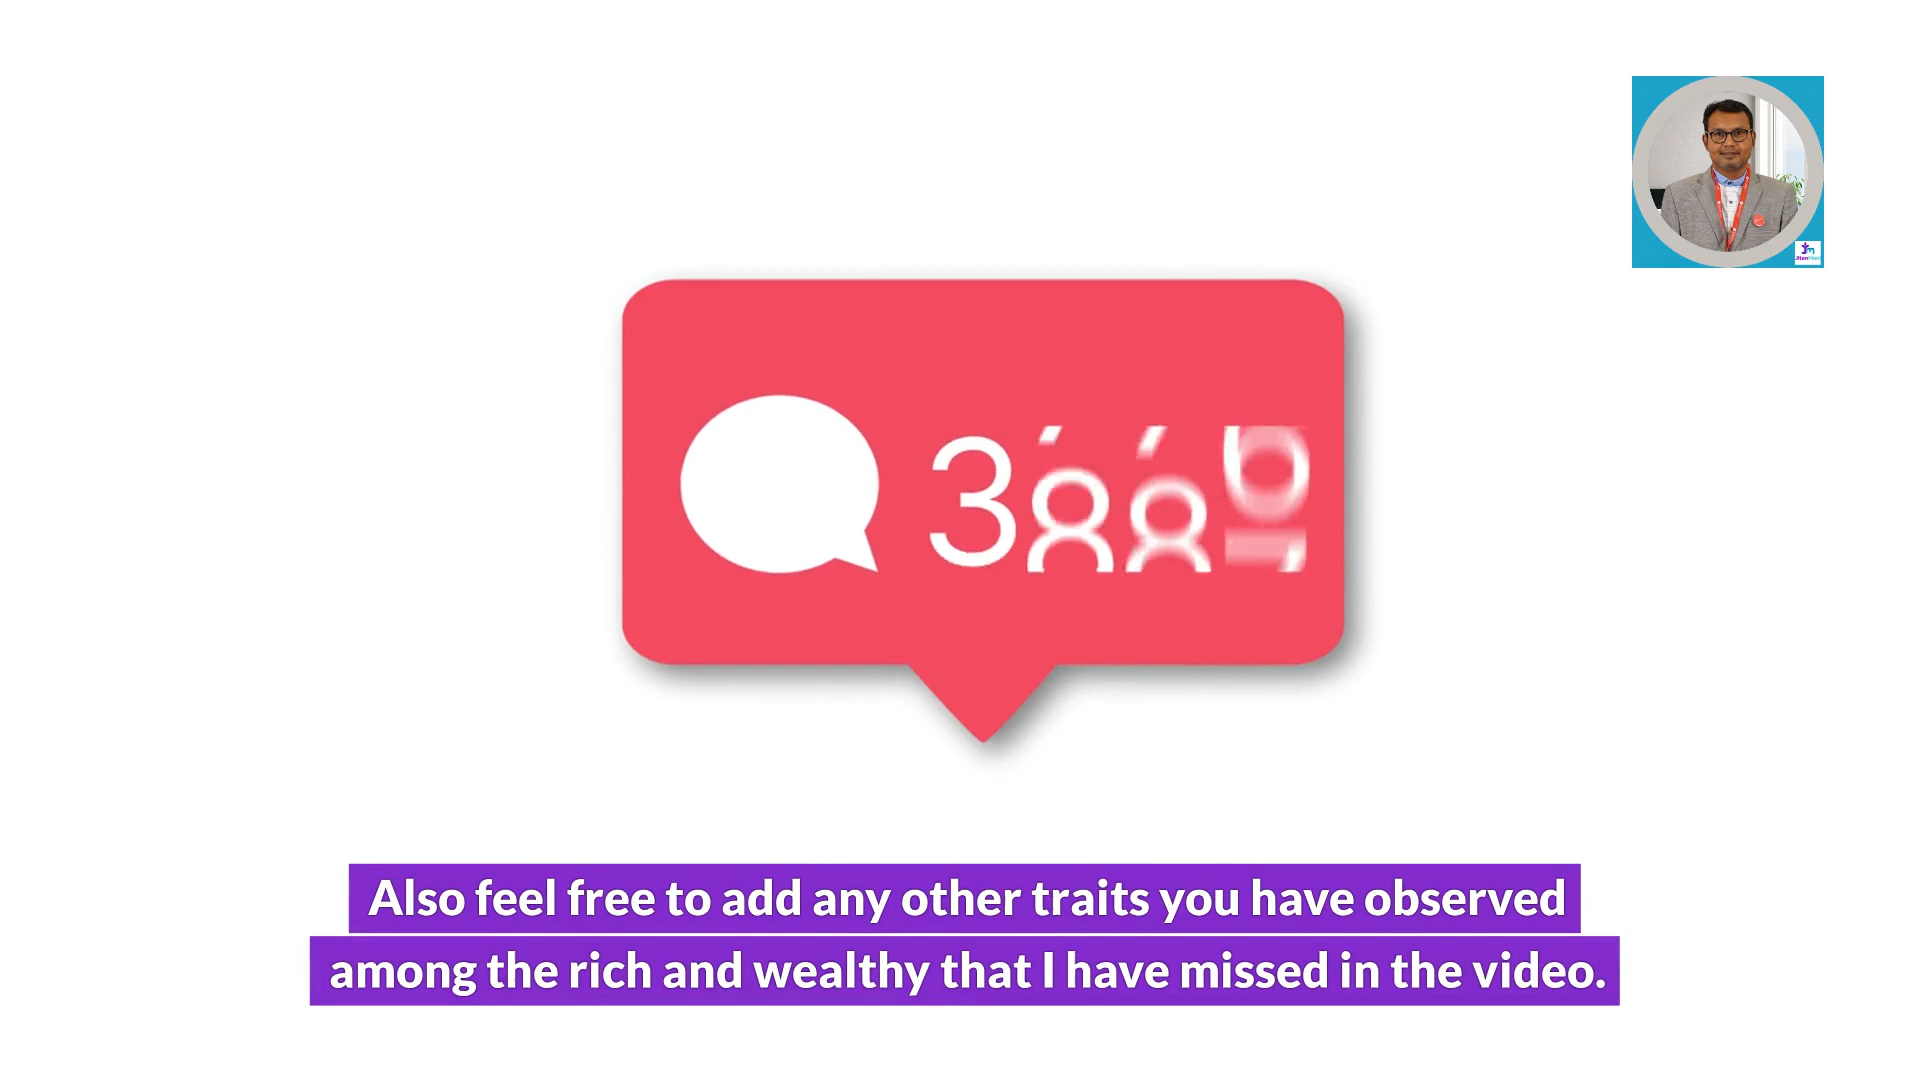 3
Also feel free to add any other traits you have observed
among the rich and wealthy that I have missed in the video.